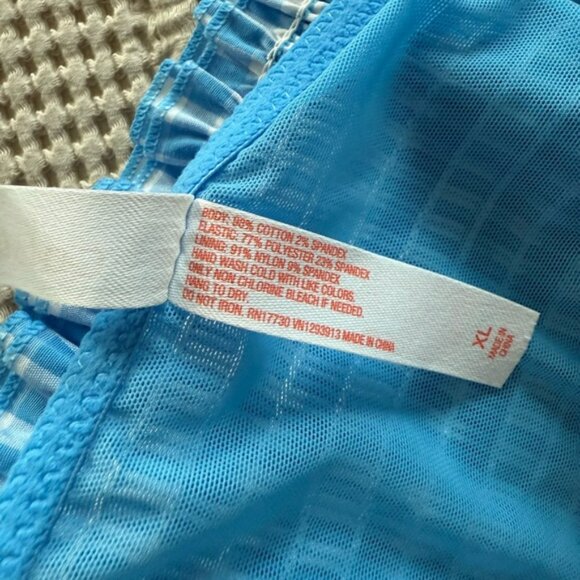 BODY: 98% COTTON 2% SPANDEX
ELASTIC: 77% POLYESTER 23% SPANDEX
LINING: 91% NYLON 9% SPANDEX
HAND WASH COLD WITH LIKE COLORS.
ONLY NON CHLORINE BLEACH IF NEEDED.
HANG TO DRY.
DO NOT IRON. RN17730 VN1293913 MADE IN CHINA.
XL
MADE IN
CHINA